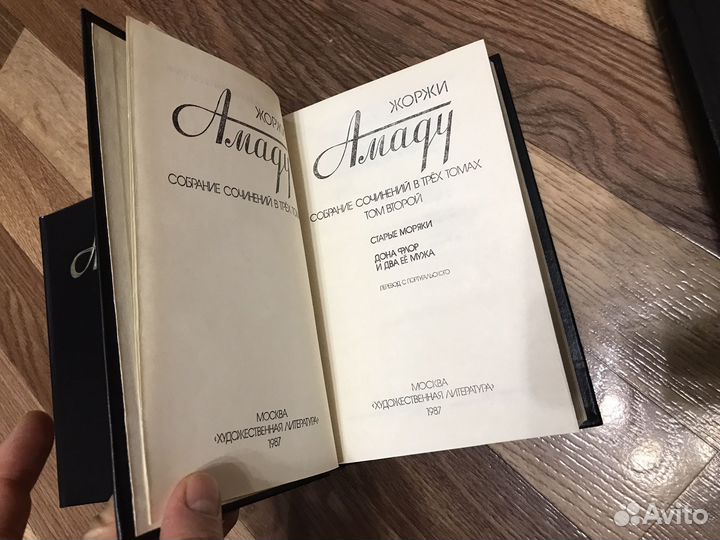 ЖОРЖИ
Амаду
СОБРАНИЕ СОЧИНЕНИЙ В ТРЁХ ТОМА
МОСКВА
«ХУДОЖЕСТВЕННАЯ ЛИТЕРАТУРА»
1987
ЖОРЖИ
Амаду
СОБРАНИЕ СОЧИНЕНИЙ В ТРЁХ ТОМАХ
ТОМ ВТОРОЙ
СТАРЫЕ МОРЯКИ
ДОНА ФЛОР
И ДВА ЕЁ МУЖА
ПЕРЕВОД С ПОРТУГАЛЬСКОГО
МОСКВА
«ХУДОЖЕСТВЕННАЯ ЛИТЕРАТУРА»
1987
Avito